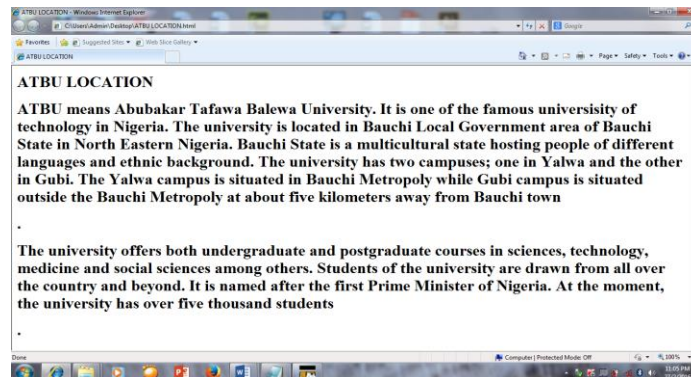 ATBU LOCATION - Windows Internet Explorer
C:\Users\Admin\Desktop\ATBU LOCATION.html
Google
Favorites Suggested Sites Web Slice Gallery
ATBU LOCATION
Page Safety Tools
ATBU LOCATION
ATBU means Abubakar Tafawa Balewa University. It is one of the famous universisity of
technology in Nigeria. The university is located in Bauchi Local Government area of Bauchi
State in North Eastern Nigeria. Bauchi State is a multicultural state hosting people of different
languages and ethnic background. The university has two campuses; one in Yalwa and the other
in Gubi. The Yalwa campus is situated in Bauchi Metropoly while Gubi campus is situated
outside the Bauchi Metropoly at about five kilometers away from Bauchi town
.
The university offers both undergraduate and postgraduate courses in sciences, technology,
medicine and social sciences among others. Students of the university are drawn from all over
the country and beyond. It is named after the first Prime Minister of Nigeria. At the moment,
the university has over five thousand students
.
Done
Computer | Protected Mode: Off
100%
11:05 PM